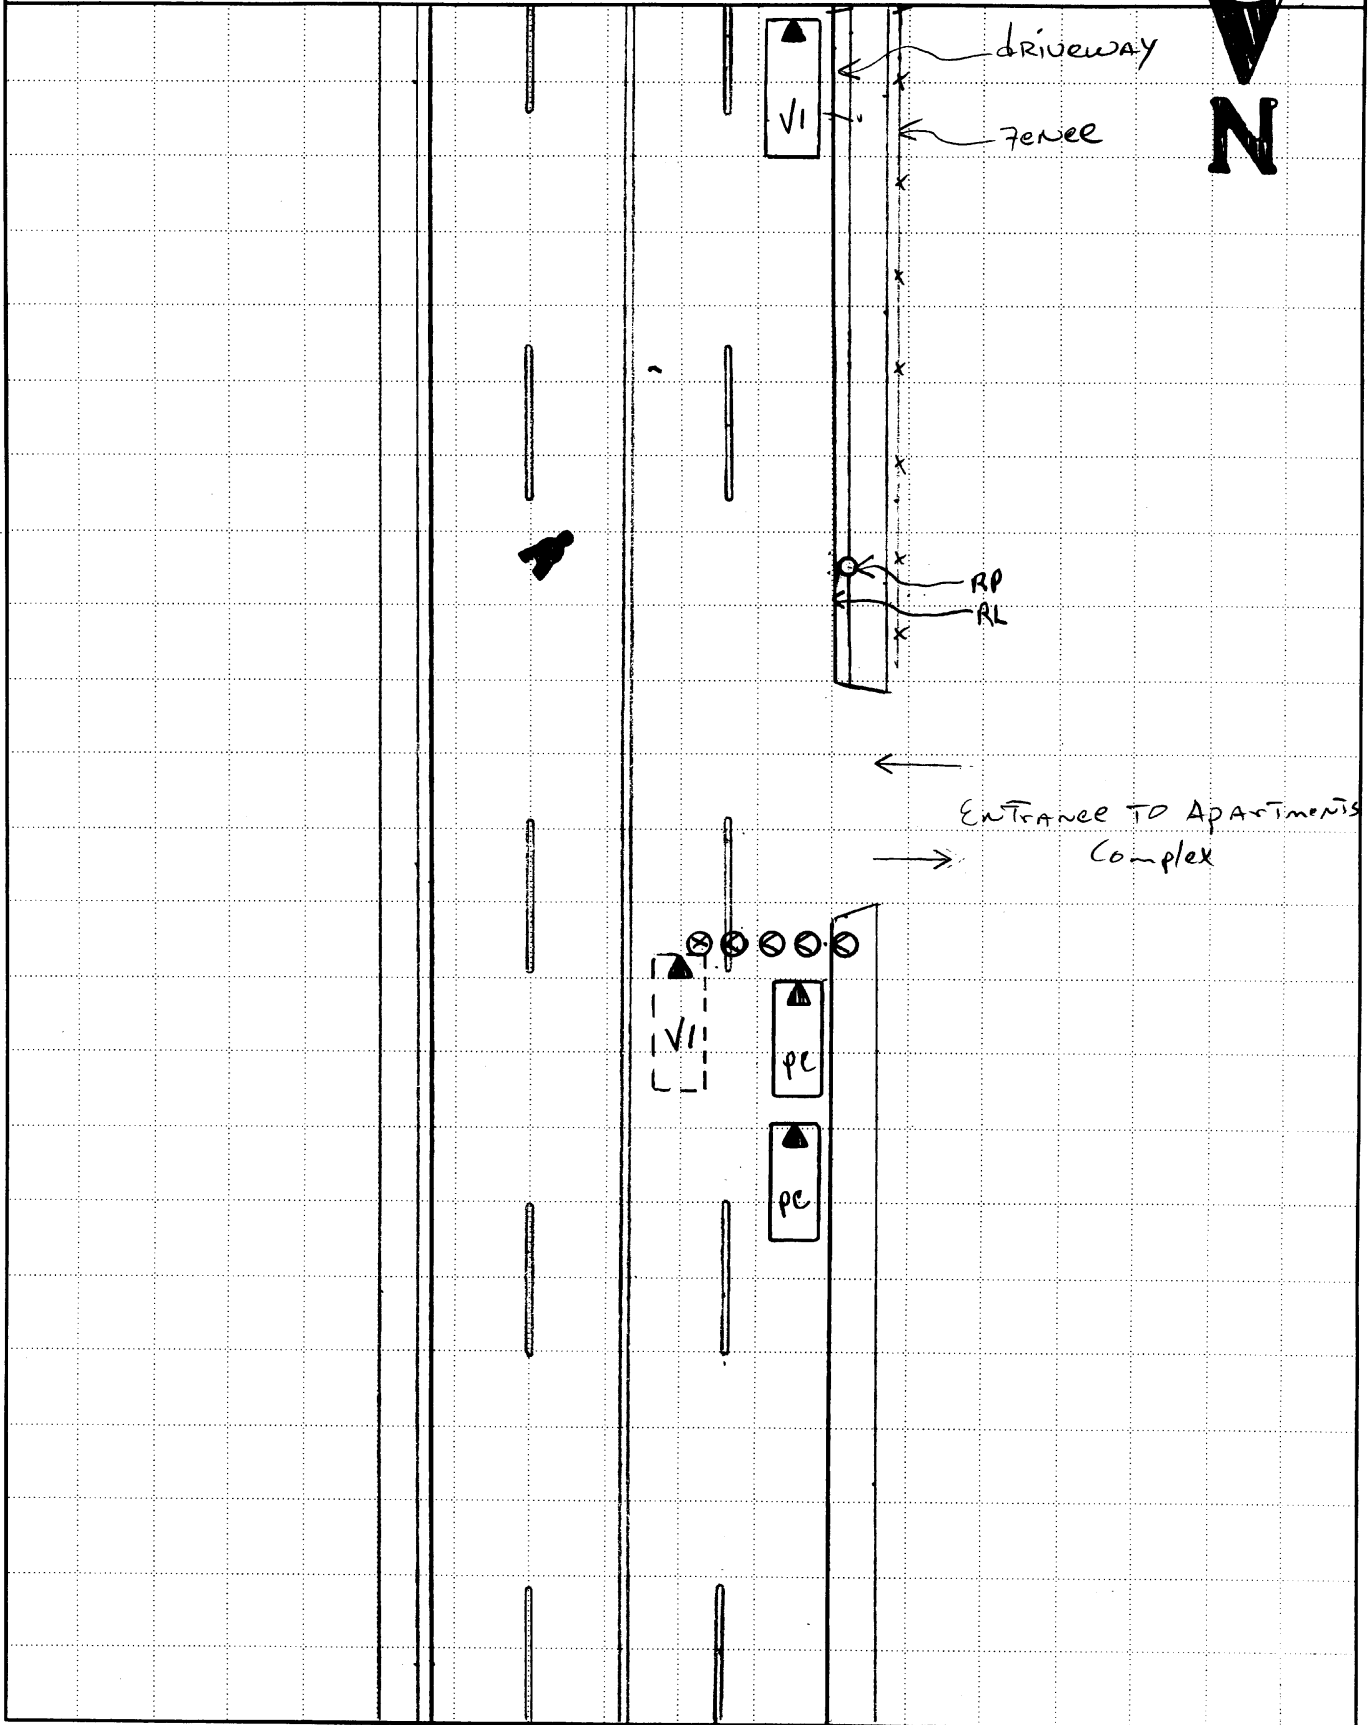 driveway
V1
Fence
N
RP
RL
Entrance To Apartments
Complex
V1
pc
pc